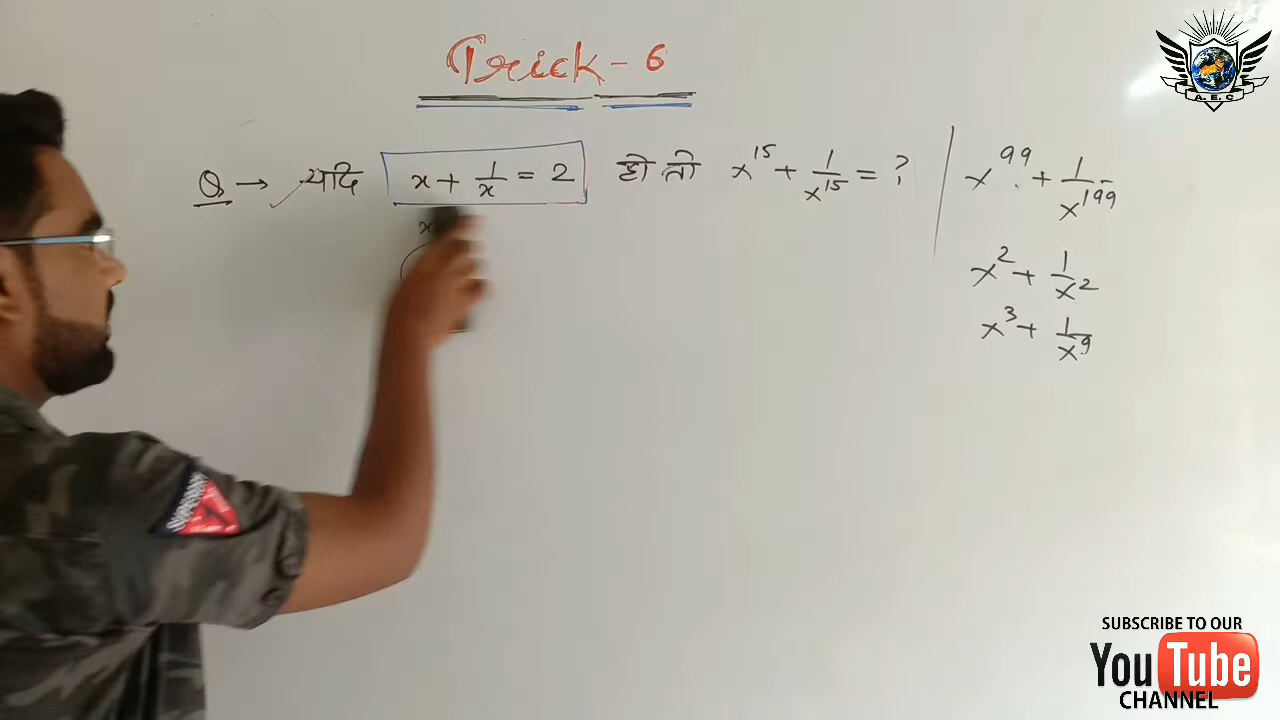 Trick - 6
Q → यदि x + 1/x = 2 हो तो x^15 + 1/x^15 = ?
x^99 + 1/x^199
x^2 + 1/x^2
x^3 + 1/x^9
x
A.E.C
SUBSCRIBE TO OUR
YouTube
CHANNEL